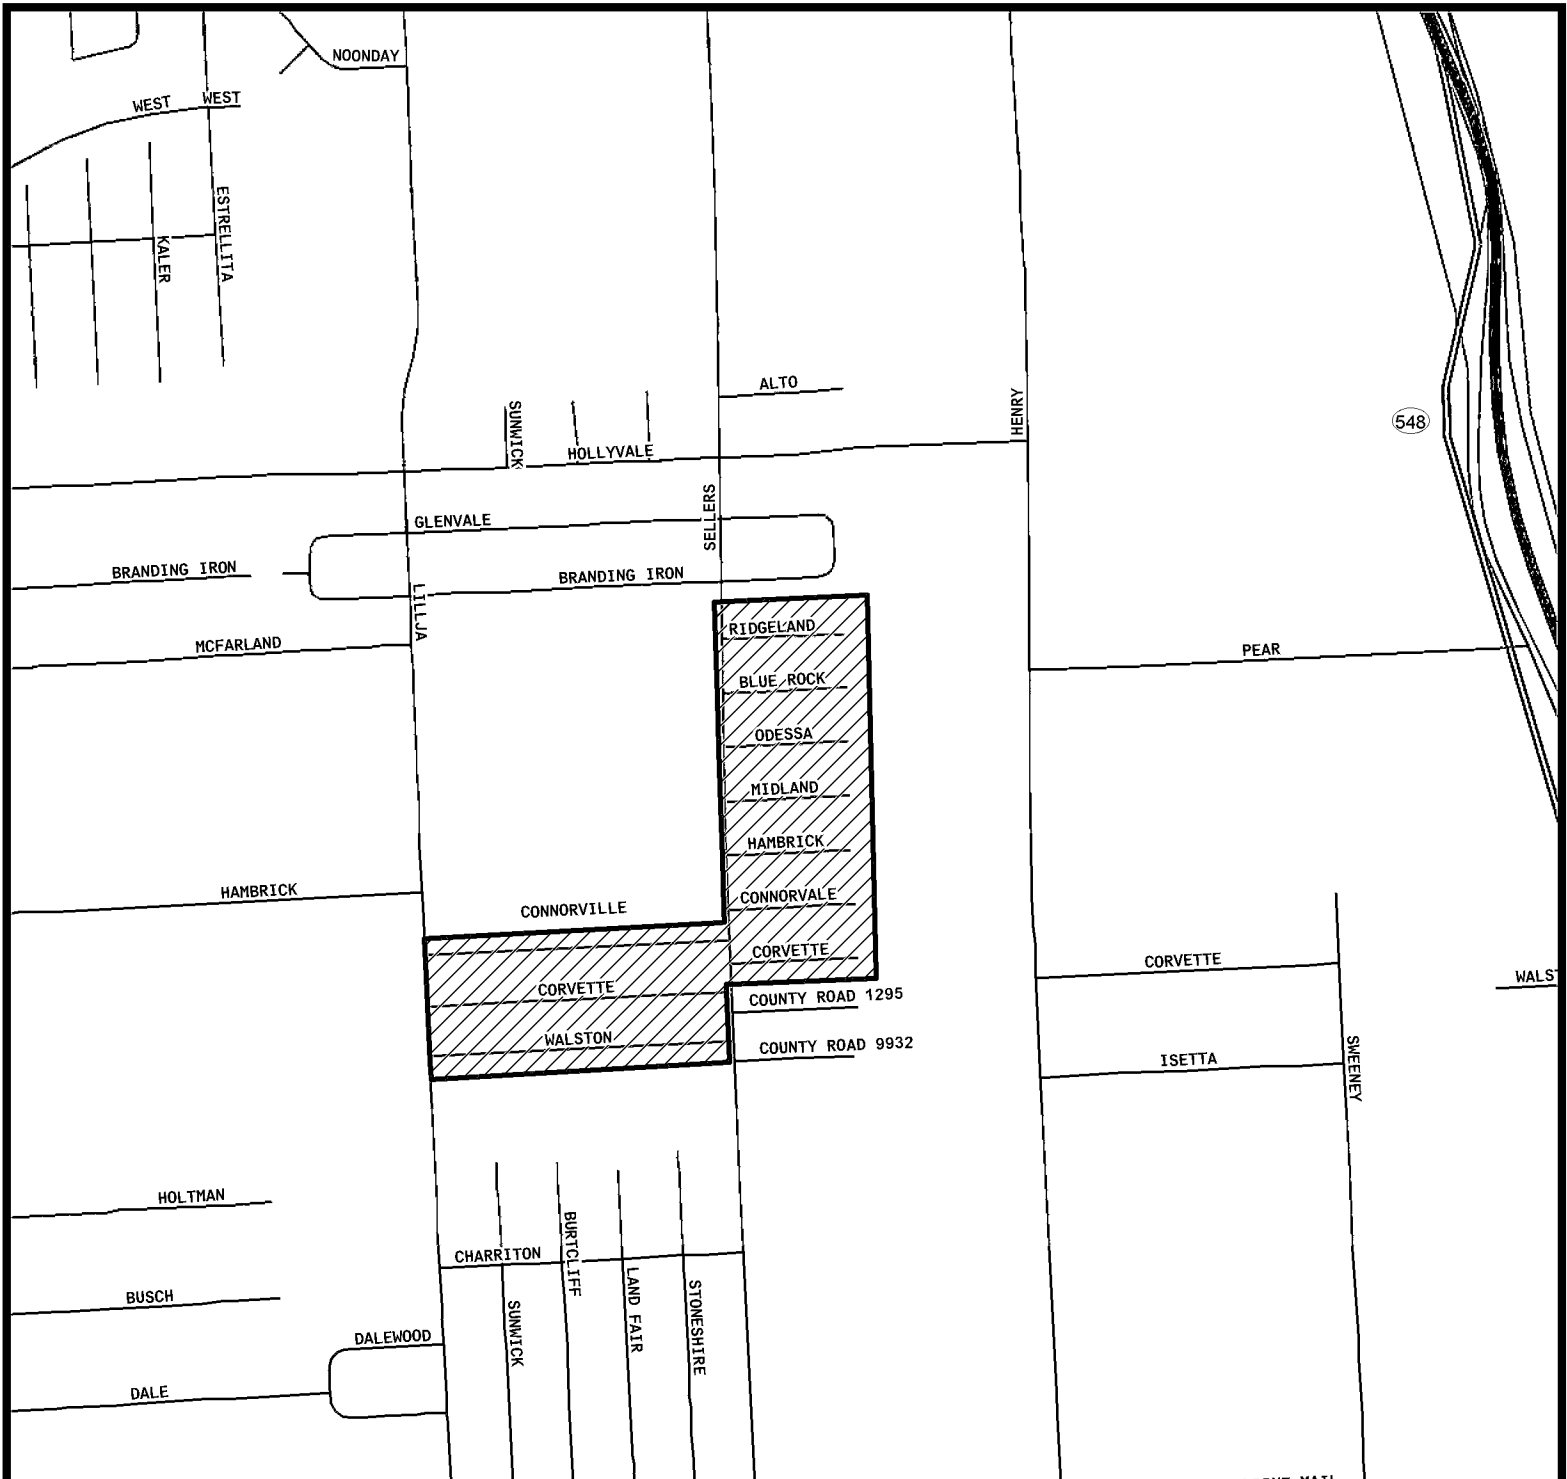 NOONDAY
WEST
WEST
ESTRELLITA
KALER
ALTO
HENRY
SUNWICK
HOLLYVALE
548
SELLERS
GLENVALE
BRANDING IRON
BRANDING IRON
LILLJA
RIDGELAND
MCFARLAND
PEAR
BLUE ROCK
ODESSA
MIDLAND
HAMBRICK
HAMBRICK
CONNORVALE
CONNORVILLE
CORVETTE
CORVETTE
WALST
CORVETTE
COUNTY ROAD 1295
WALSTON
COUNTY ROAD 9932
ISETTA
SWEENEY
HOLTMAN
BURTCLIFF
CHARRITON
LAND FAIR
STONESHIRE
BUSCH
SUNWICK
DALEWOOD
DALE